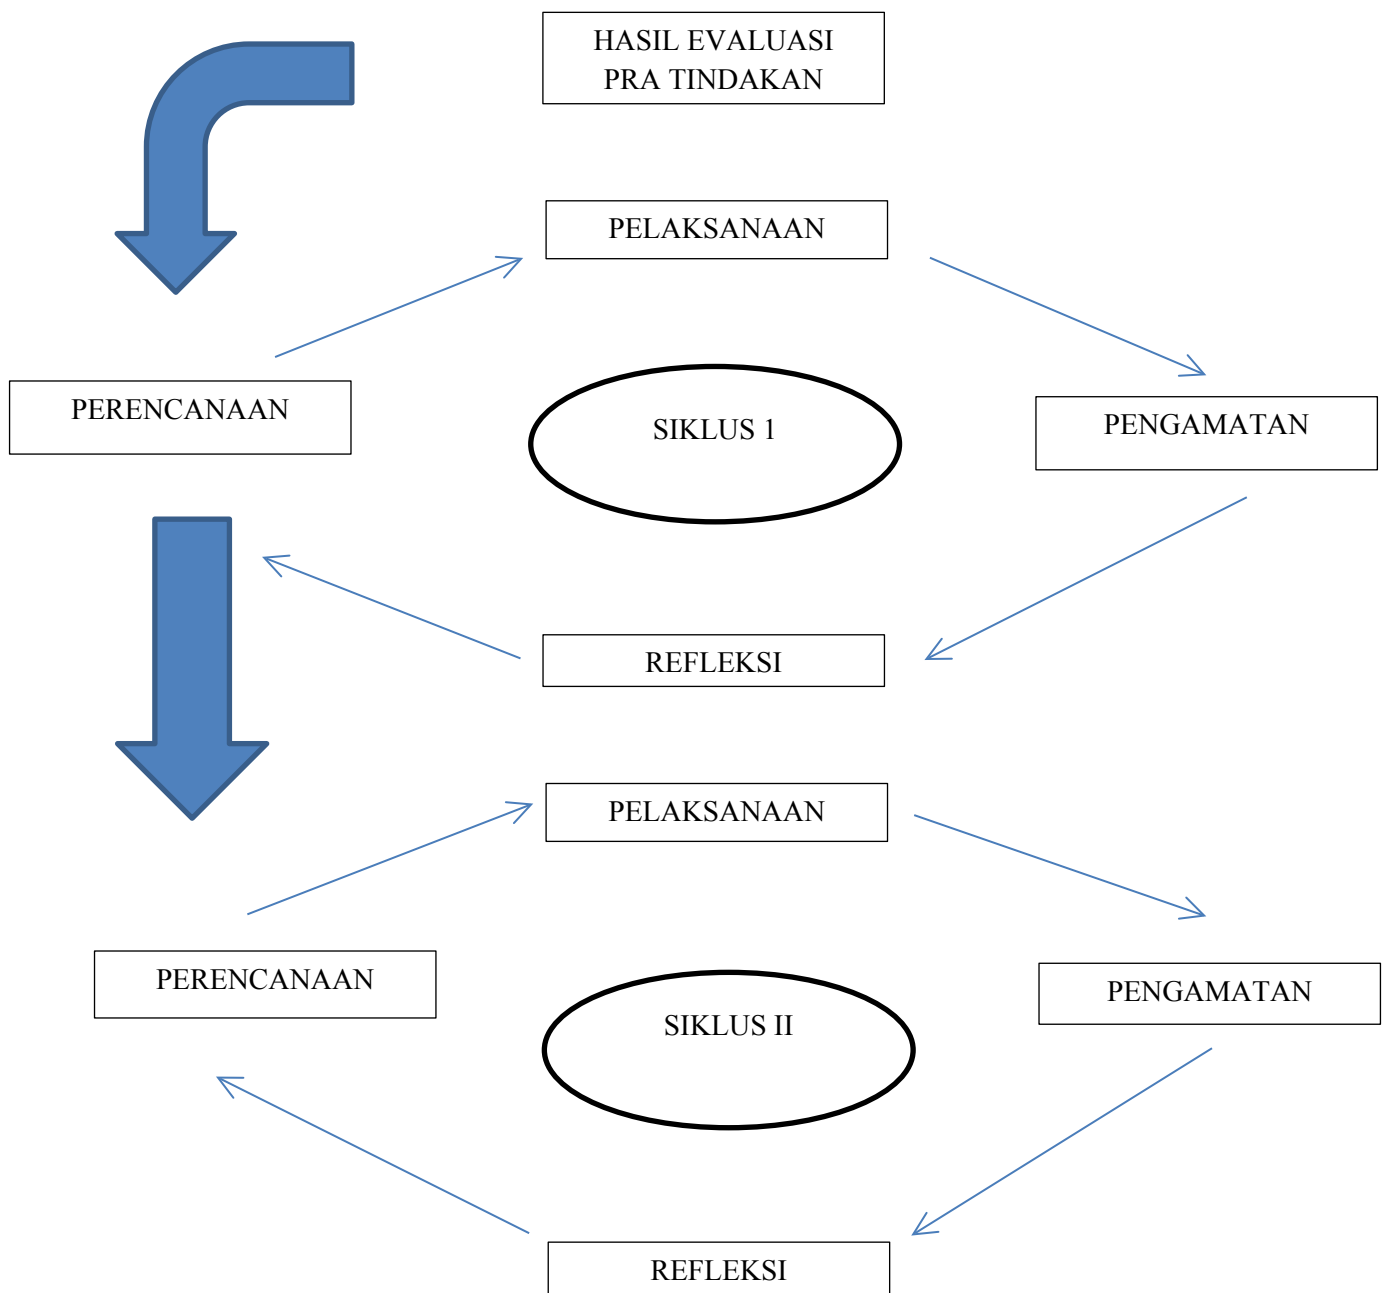 HASIL EVALUASI
PRA TINDAKAN
PELAKSANAAN
PERENCANAAN
SIKLUS 1
PENGAMATAN
REFLEKSI
PELAKSANAAN
PERENCANAAN
SIKLUS II
PENGAMATAN
REFLEKSI